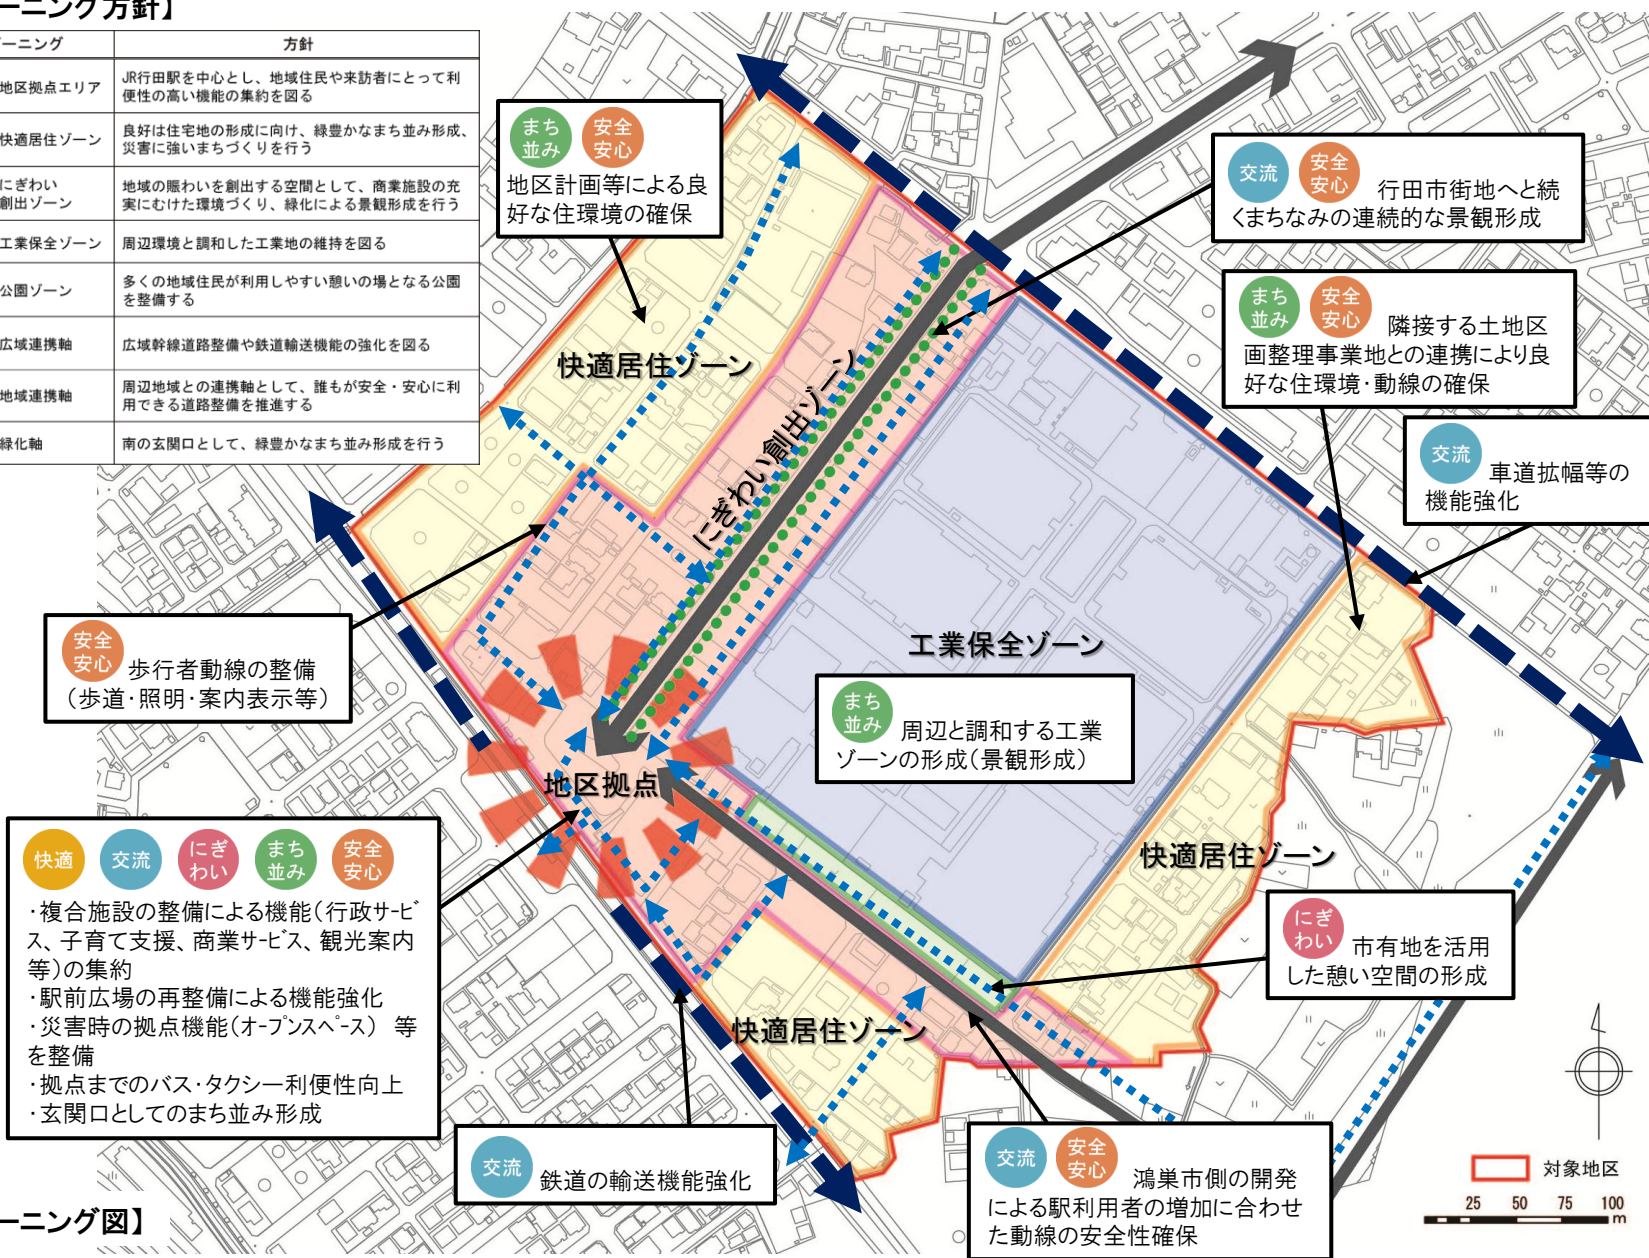 ーニング方針】
ーニング
方針
地区拠点エリア
JR行田駅を中心とし、地域住民や来訪者にとって利
便性の高い機能の集約を図る
快適居住ゾーン
良好は住宅地の形成に向け、緑豊かなまち並み形成、
災害に強いまちづくりを行う
にぎわい
創出ゾーン
地域の賑わいを創出する空間として、商業施設の充
実にむけた環境づくり、緑化による景観形成を行う
工業保全ゾーン
周辺環境と調和した工業地の維持を図る
公園ゾーン
多くの地域住民が利用しやすい憩いの場となる公園
を整備する
広域連携軸
広域幹線道路整備や鉄道輸送機能の強化を図る
地域連携軸
周辺地域との連携軸として、誰もが安全・安心に利
用できる道路整備を推進する
緑化軸
南の玄関口として、緑豊かなまち並み形成を行う
まち
並み
安全
安心
地区計画等による良
好な住環境の確保
交流
安全
安心
行田市街地へと続
くまちなみの連続的な景観形成
まち
並み
安全
安心
隣接する土地区
画整理事業地との連携により良
好な住環境・動線の確保
交流
車道拡幅等の
機能強化
快適居住ゾーン
にぎわい創出ゾーン
安全
安心
歩行者動線の整備
（歩道・照明・案内表示等）
工業保全ゾーン
まち
並み
周辺と調和する工業
ゾーンの形成（景観形成）
地区拠点
快適
交流
にぎ
わい
まち
並み
安全
安心
・複合施設の整備による機能（行政サービ
ス、子育て支援、商業サービス、観光案内
等）の集約
・駅前広場の再整備による機能強化
・災害時の拠点機能（オープンスペース） 等
を整備
・拠点までのバス・タクシー利便性向上
・玄関口としてのまち並み形成
快適居住ゾーン
にぎ
わい
市有地を活用
した憩い空間の形成
快適居住ゾーン
交流
鉄道の輸送機能強化
交流
安全
安心
鴻巣市側の開発
による駅利用者の増加に合わせ
た動線の安全性確保
対象地区
25 50 75 100
m
ーニング図】